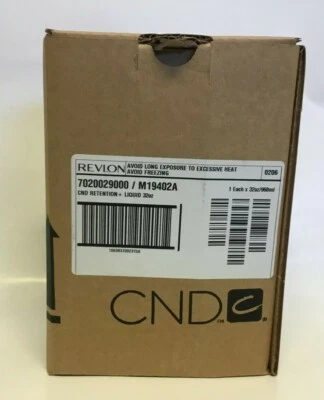 REVLON
AVOID LONG EXPOSURE TO EXCESSIVE HEAT
AVOID FREEZING
0206
7020029000 / M19402A
CND RETENTION+ LIQUID 32oz
1 Each x 32oz/960ml
CND™